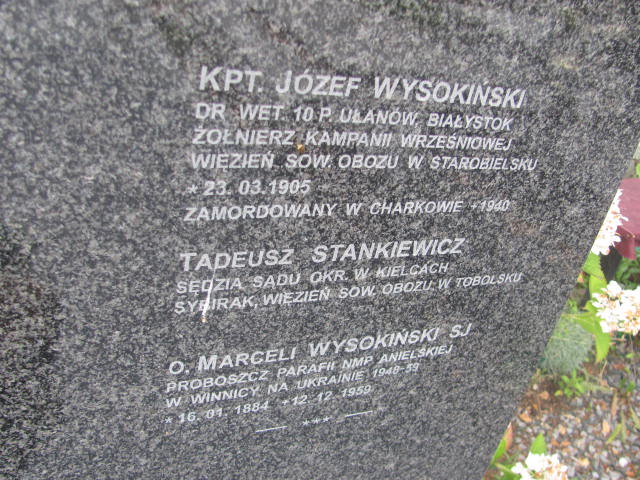 KPT. JÓZEF WYSOKIŃSKI
DR WET. 10 P. UŁANÓW, BIAŁYSTOK
ŻOŁNIERZ KAMPANII WRZEŚNIOWEJ
WIĘZIEŃ SOW. OBOZU W STAROBIELSKU
* 23. 03.1905
ZAMORDOWANY W CHARKOWIE +1940
TADEUSZ STANKIEWICZ
SĘDZIA SĄDU OKR. W KIELCACH
SYBIRAK, WIĘZIEŃ SOW. OBOZU W TOBOLSKU
O. MARCELI WYSOKIŃSKI SJ
PROBOSZCZ PARAFII NMP ANIELSKIEJ
W WINNICY NA UKRAINIE 1948-59
* 16. 01. 1884 +12. 12. 1959
— *** —